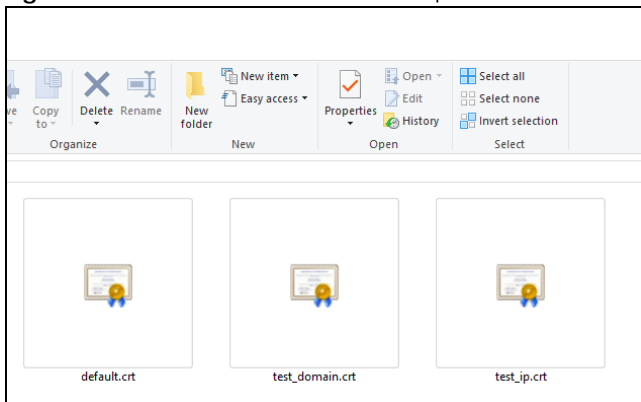 Copy
to
Delete
Rename
Organize
New
folder
New item
Easy access
New
Properties
Open
Edit
History
Open
Select all
Select none
Invert selection
Select
default.crt
test_domain.crt
test_ip.crt